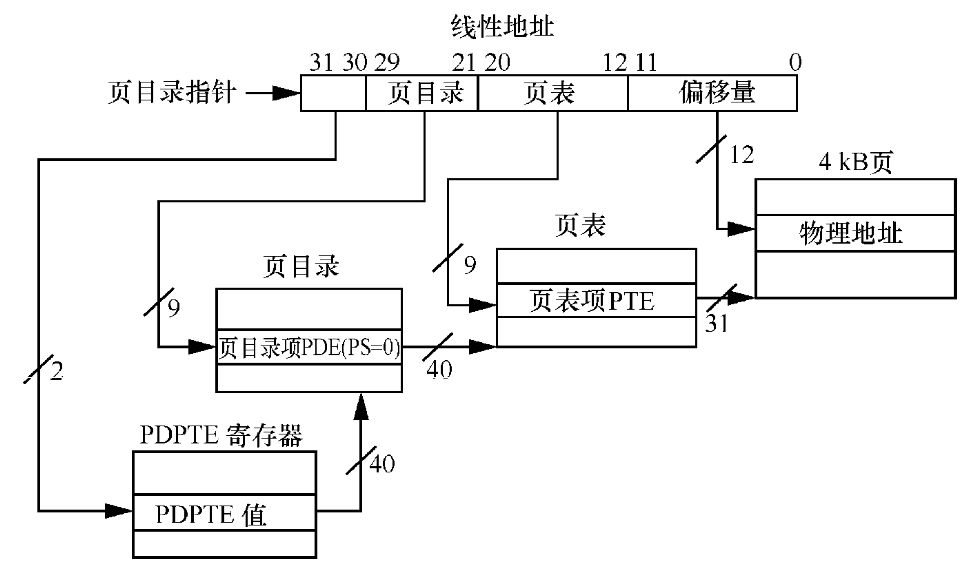 线性地址
31 30 29 21 20 12 11 0
页目录指针
页目录 页表 偏移量
12
4 kB页
物理地址
页表
9
页表项PTE
31
页目录
9
页目录项PDE(PS=0)
40
2
PDPTE 寄存器
40
PDPTE 值